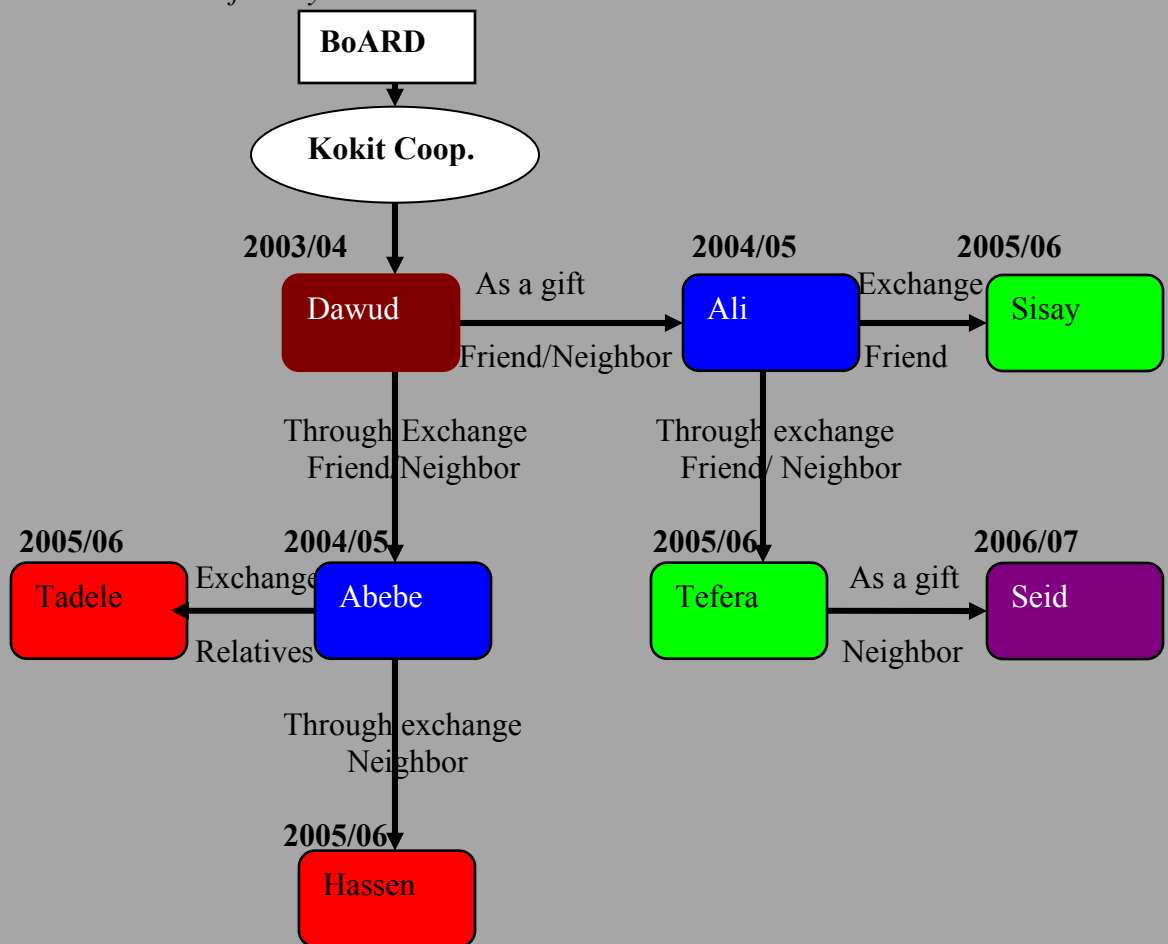 BoARD
Kokit Coop.
2003/04
2004/05
2005/06
Dawud
As a gift
Friend/Neighbor
Ali
Exchange
Friend
Sisay
Through Exchange
Friend/Neighbor
Through exchange
Friend/ Neighbor
2005/06
2004/05
2005/06
2006/07
Tadele
Exchange
Relatives
Abebe
Tefera
As a gift
Neighbor
Seid
Through exchange
Neighbor
2005/06
Hassen